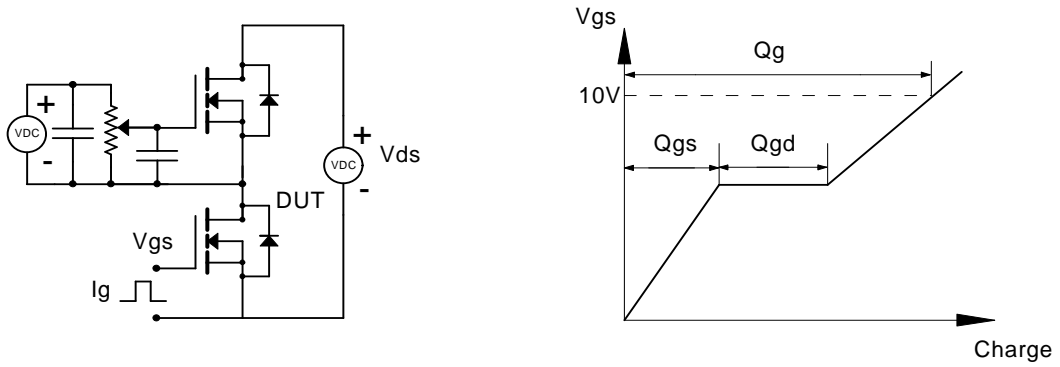 +
VDC
-
+
VDC
-
Vds
DUT
Vgs
Ig
Vgs
Qg
10V
Qgs
Qgd
Charge